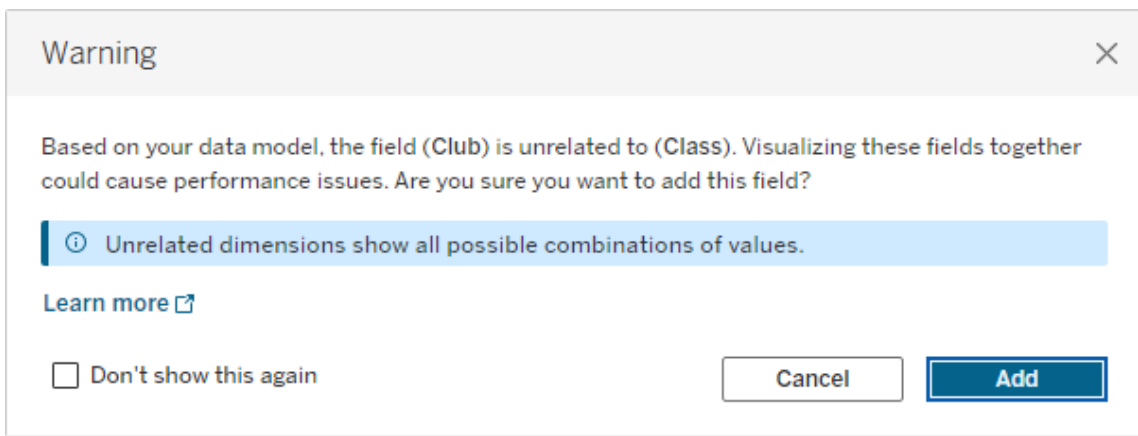 Warning
Based on your data model, the field (Club) is unrelated to (Class). Visualizing these fields together
could cause performance issues. Are you sure you want to add this field?
Unrelated dimensions show all possible combinations of values.
Learn more
Don't show this again
Cancel
Add